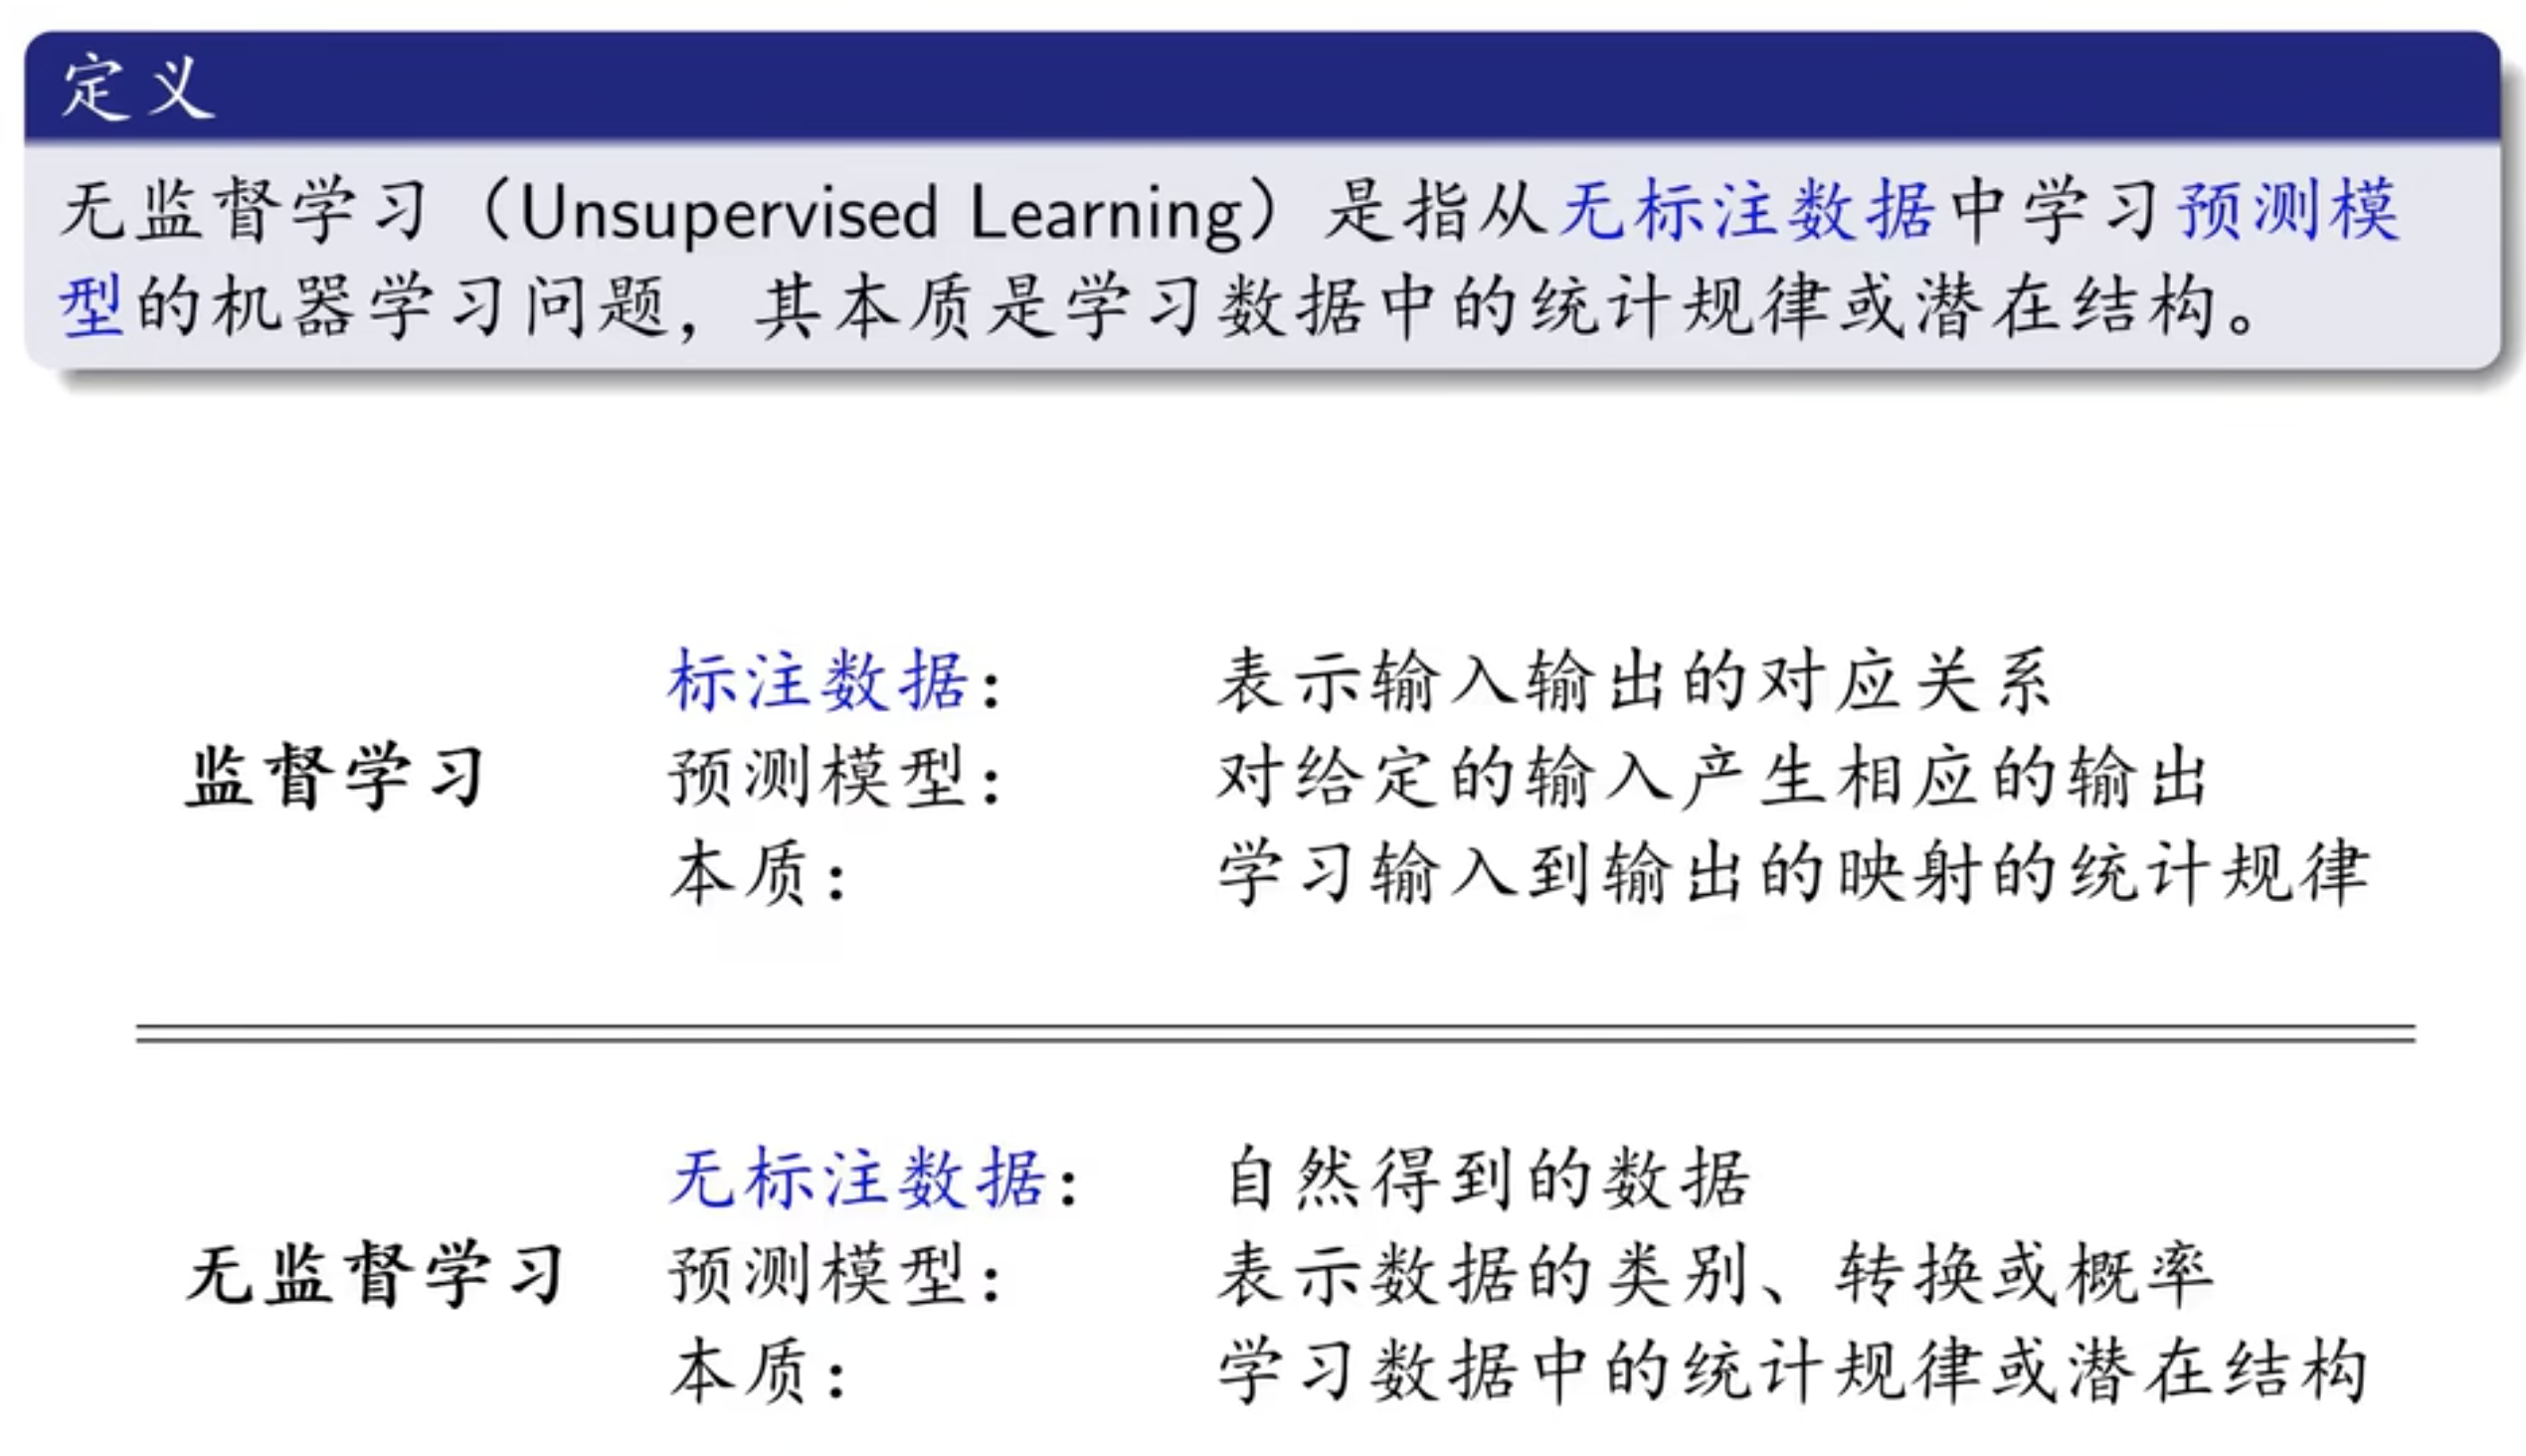 定义
无监督学习（Unsupervised Learning）是指从无标注数据中学习预测模
型的机器学习问题，其本质是学习数据中的统计规律或潜在结构。
标注数据： 表示输入输出的对应关系
监督学习 预测模型： 对给定的输入产生相应的输出
本质： 学习输入到输出的映射的统计规律
无标注数据： 自然得到的数据
无监督学习 预测模型： 表示数据的类别、转换或概率
本质： 学习数据中的统计规律或潜在结构